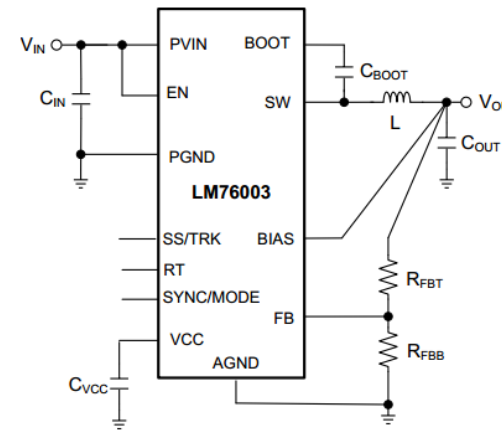 VIN
PVIN
BOOT
CBOOT
CIN
EN
SW
L
COUT
PGND
LM76003
SS/TRK
BIAS
RT
RFBT
SYNC/MODE
FB
VCC
RFBB
AGND
CVCC